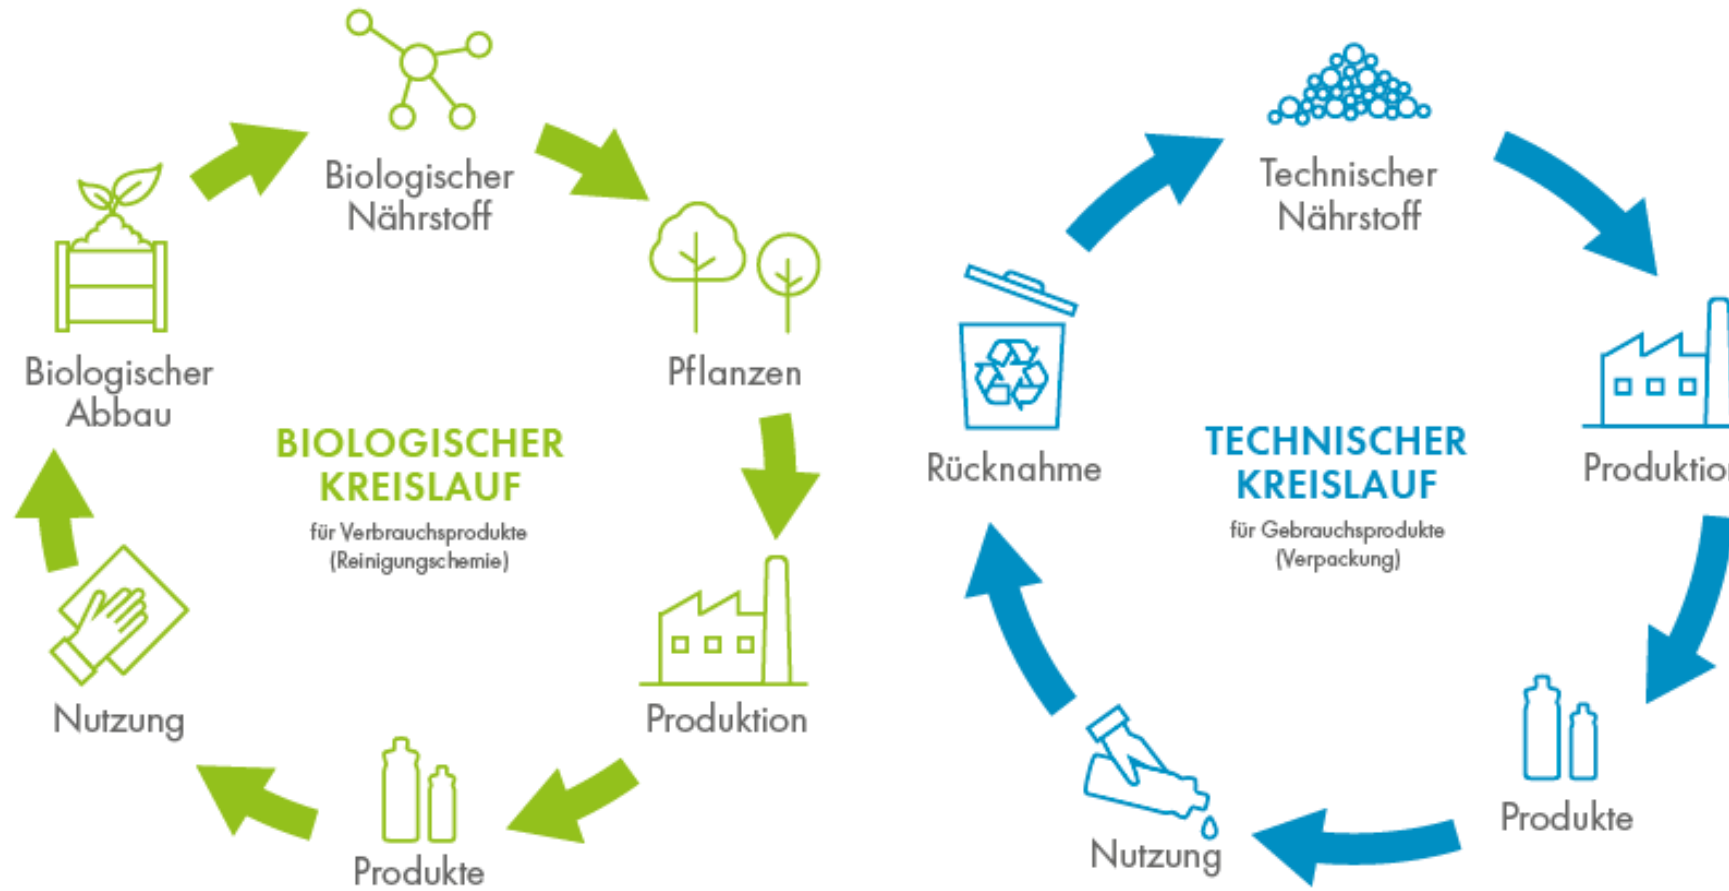 Biologischer
Nährstoff
Pflanzen
Produktion
Produkte
Nutzung
Biologischer
Abbau
BIOLOGISCHER
KREISLAUF
für Verbrauchsprodukte
(Reinigungschemie)
Technischer
Nährstoff
Produktion
Produkte
Nutzung
Rücknahme
TECHNISCHER
KREISLAUF
für Gebrauchsprodukte
(Verpackung)